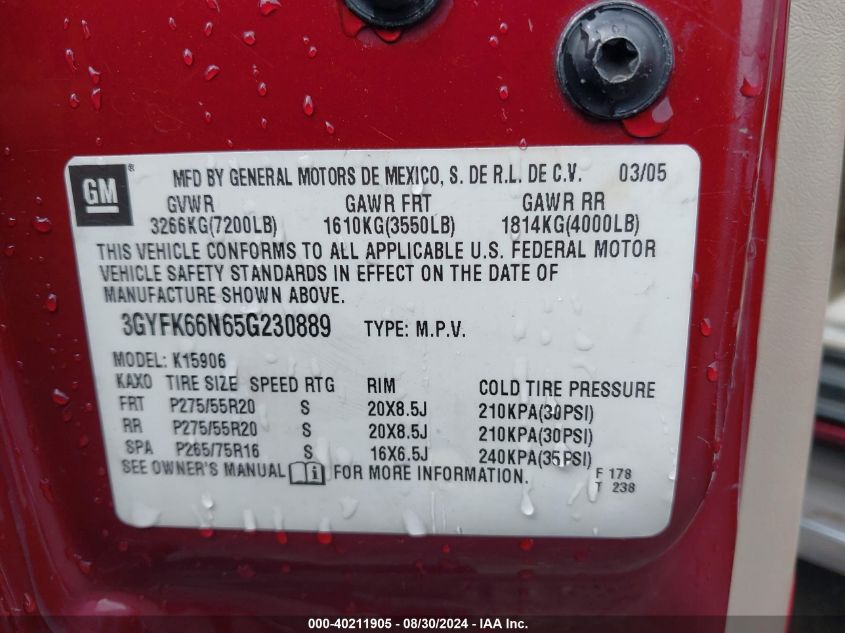 GM ® MFD BY GENERAL MOTORS DE MEXICO, S. DE R.L. DE C.V. 03/05
GVWR GAWR FRT GAWR RR
3266KG(7200LB) 1610KG(3550LB) 1814KG(4000LB)
THIS VEHICLE CONFORMS TO ALL APPLICABLE U.S. FEDERAL MOTOR
VEHICLE SAFETY STANDARDS IN EFFECT ON THE DATE OF
MANUFACTURE SHOWN ABOVE.
3GYFK66N65G230889 TYPE: M.P.V.
MODEL: K15906
KAXO TIRE SIZE SPEED RTG RIM COLD TIRE PRESSURE
FRT P275/55R20 S 20X8.5J 210KPA(30PSI)
RR P275/55R20 S 20X8.5J 210KPA(30PSI)
SPA P265/75R16 S 16X6.5J 240KPA(35PSI)
SEE OWNER'S MANUAL i FOR MORE INFORMATION.
F 178
T 238
000-40211905 - 08/30/2024 - IAA Inc.